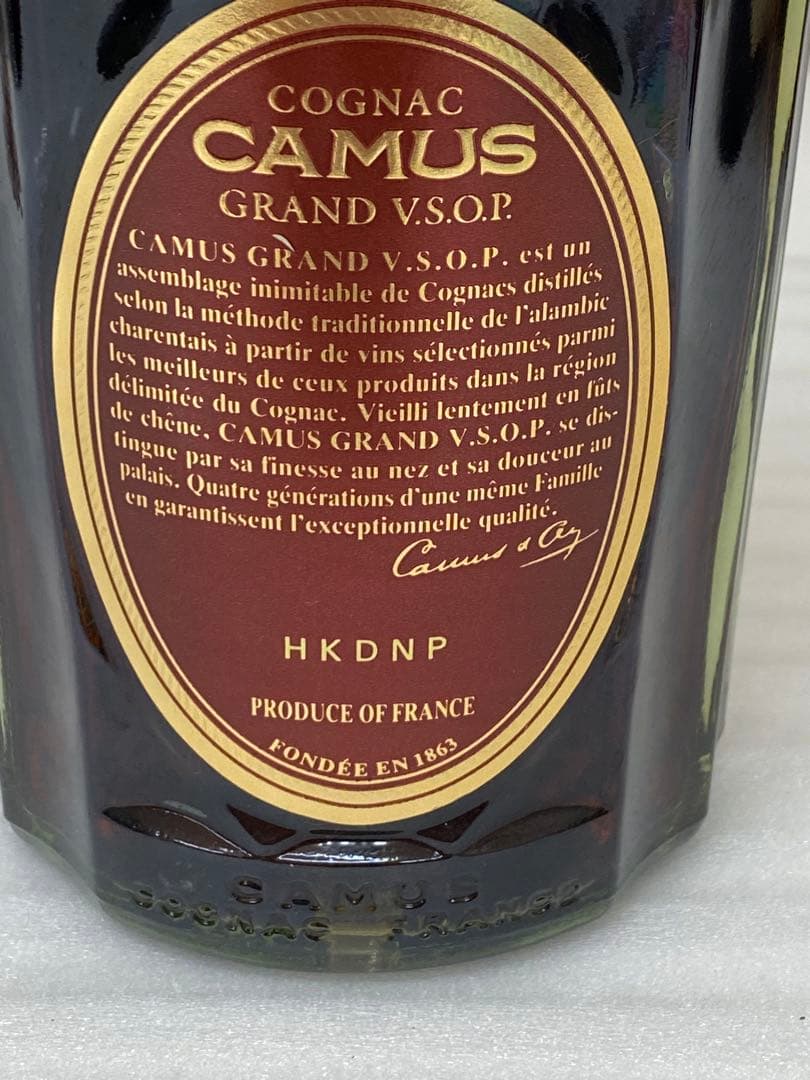 COGNAC
CAMUS
GRAND V.S.O.P.
CAMUS GRAND V.S.O.P. est un
assemblage inimitable de Cognacs distillés
selon la méthode traditionnelle de l'alambic
charentais à partir de vins sélectionnés parmi
les meilleurs de ceux produits dans la région
délimitée du Cognac. Vieilli lentement en fûts
de chêne, CAMUS GRAND V.S.O.P. se dis-
tingue par sa finesse au nez et sa douceur au
palais. Quatre générations d'une même Famille
en garantissent l'exceptionnelle qualité.
Camus & Cie
HKDNP
PRODUCE OF FRANCE
FONDÉE EN 1863
CAMUS
COGNAC FRANCE